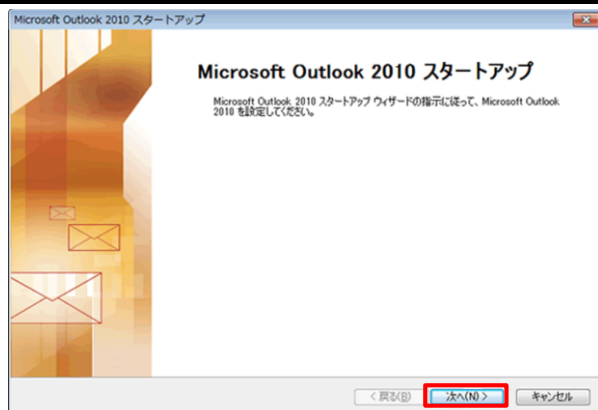 Microsoft Outlook 2010 スタートアップ
Microsoft Outlook 2010 スタートアップ
Microsoft Outlook 2010 スタートアップ ウィザードの指示に従って、Microsoft Outlook
2010 を設定してください。
< 戻る(B)
次へ(N) >
キャンセル